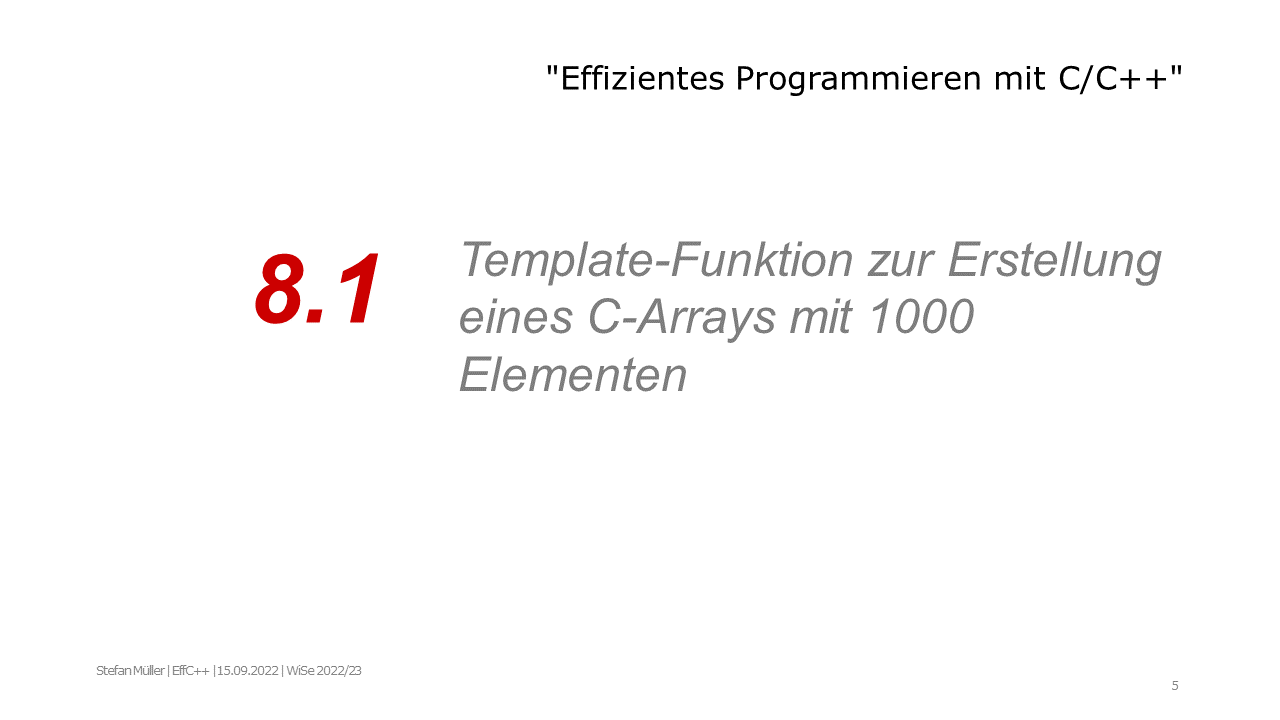 "Effizientes Programmieren mit C/C++"
8.1
Template-Funktion zur Erstellung
eines C-Arrays mit 1000
Elementen
Stefan Müller | EffC++ |15.09.2022 | WiSe 2022/23
5